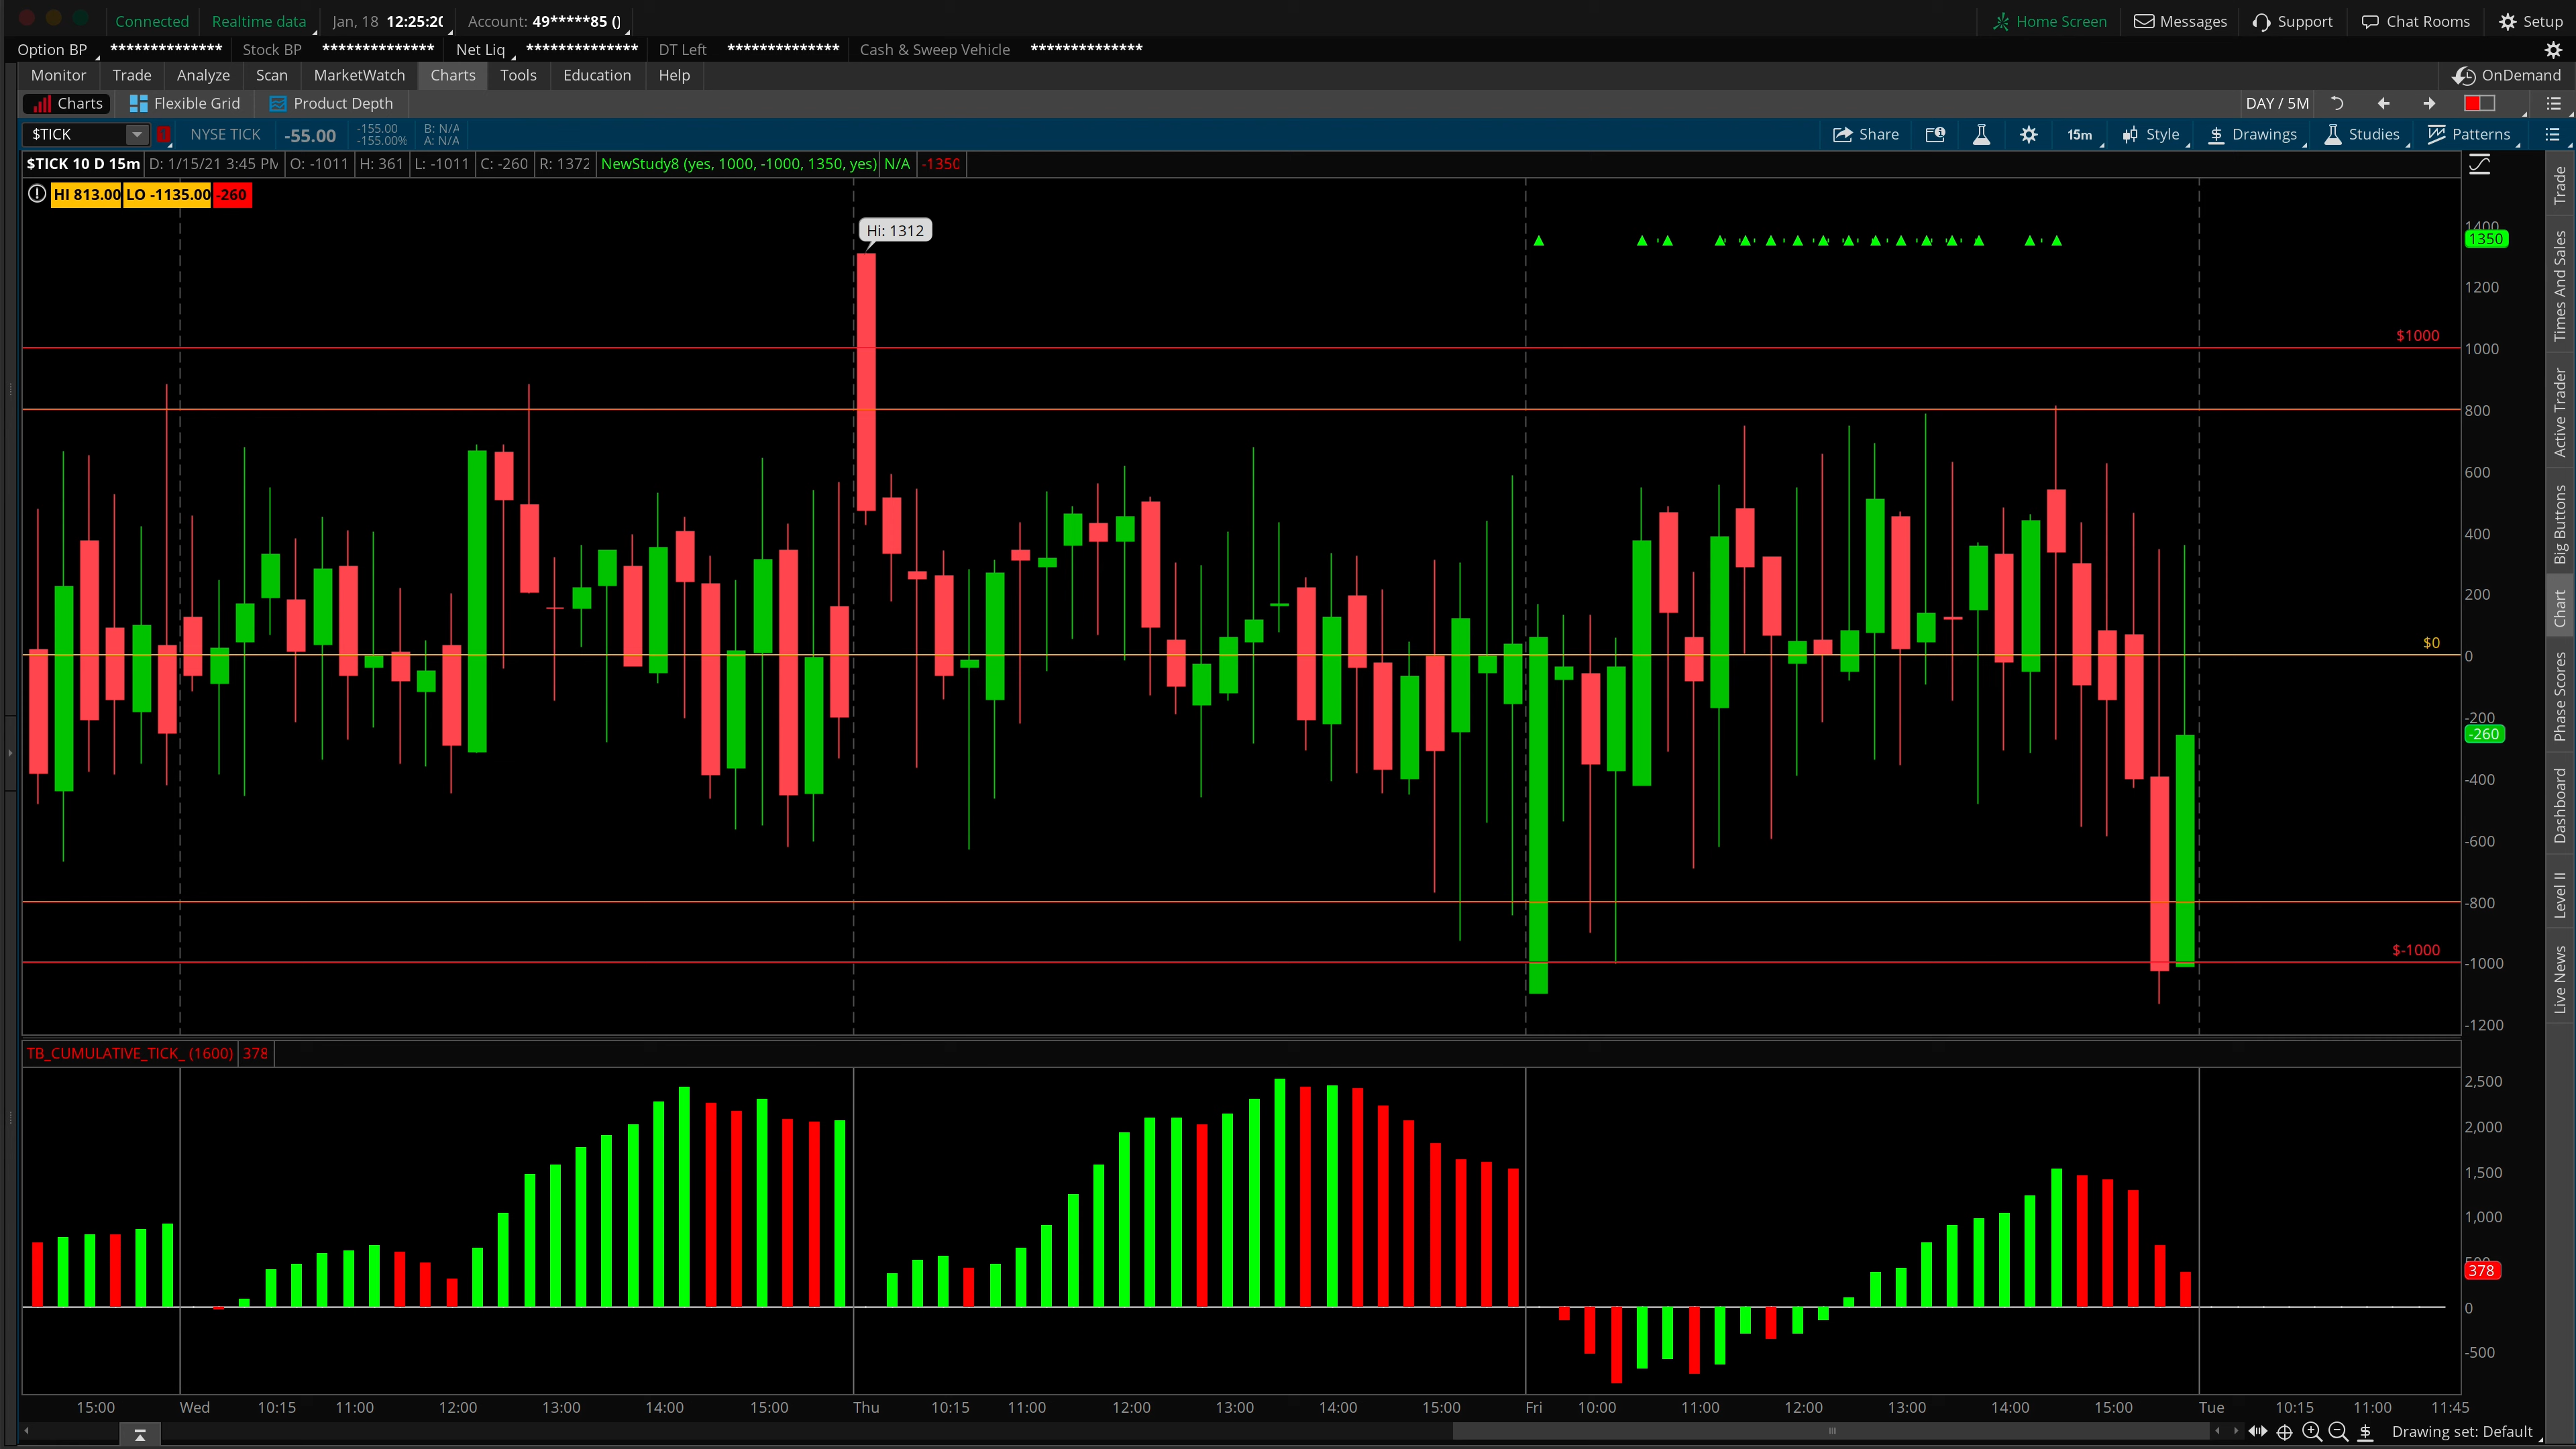 Connected Realtime data Jan, 18 12:25:20 Account: 49*****85 () Home Screen Messages Support Chat Rooms Setup
Option BP ************** Stock BP ************** Net Liq ************** DT Left ************** Cash & Sweep Vehicle **************
Monitor Trade Analyze Scan MarketWatch Charts Tools Education Help OnDemand
Charts Flexible Grid Product Depth DAY / 5M
$TICK 1 NYSE TICK -55.00 -155.00 -155.00% B: N/A A: N/A Share 15m Style Drawings Studies Patterns
$TICK 10 D 15m D: 1/15/21 3:45 PM O: -1011 H: 361 L: -1011 C: -260 R: 1372 NewStudy8 (yes, 1000, -1000, 1350, yes) N/A -1350
HI 813.00 LO -1135.00 -260
Hi: 1312
1400
1350
1200
$1000
1000
800
600
400
200
$0
0
-200
-260
-400
-600
-800
$-1000
-1000
-1200
TB_CUMULATIVE_TICK_ (1600) 378
2,500
2,000
1,500
1,000
378
0
-500
15:00 Wed 10:15 11:00 12:00 13:00 14:00 15:00 Thu 10:15 11:00 12:00 13:00 14:00 15:00 Fri 10:00 11:00 12:00 13:00 14:00 15:00 Tue 10:15 11:00 11:45
Drawing set: Default
Trade
Times And Sales
Active Trader
Big Buttons
Chart
Phase Scores
Dashboard
Level II
Live News